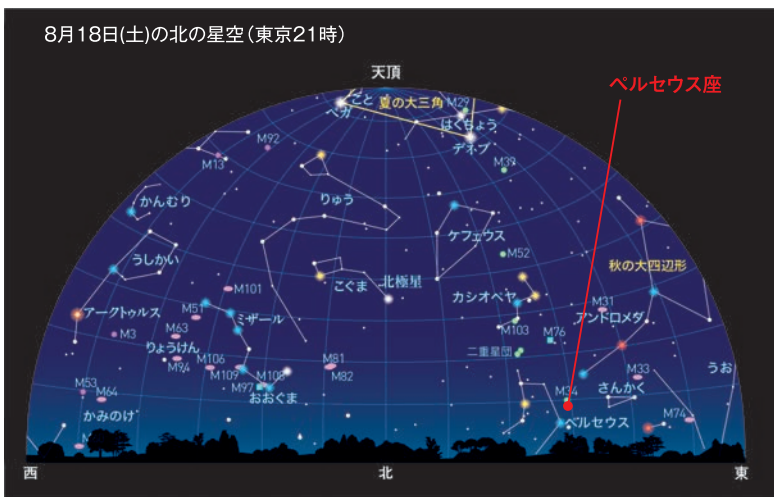 8月18日(土)の北の星空(東京21時)
天頂
ペルセウス座
こと
夏の大三角
M29
ベガ
はくちょう
デネブ
M92
M13
M39
りゅう
かんむり
ケフェウス
うしかい
M52
秋の大四辺形
M101
こぐま
北極星
カシオペヤ
M31
アークトゥルス
M51
ミザール
アンドロメダ
M3
M63
M103
M76
りょうけん
二重星団
M94
M106
M109
M108
M81
M82
M33
うお
M53
M64
M97
おおぐま
M34
さんかく
かみのけ
ペルセウス
M74
西
北
東